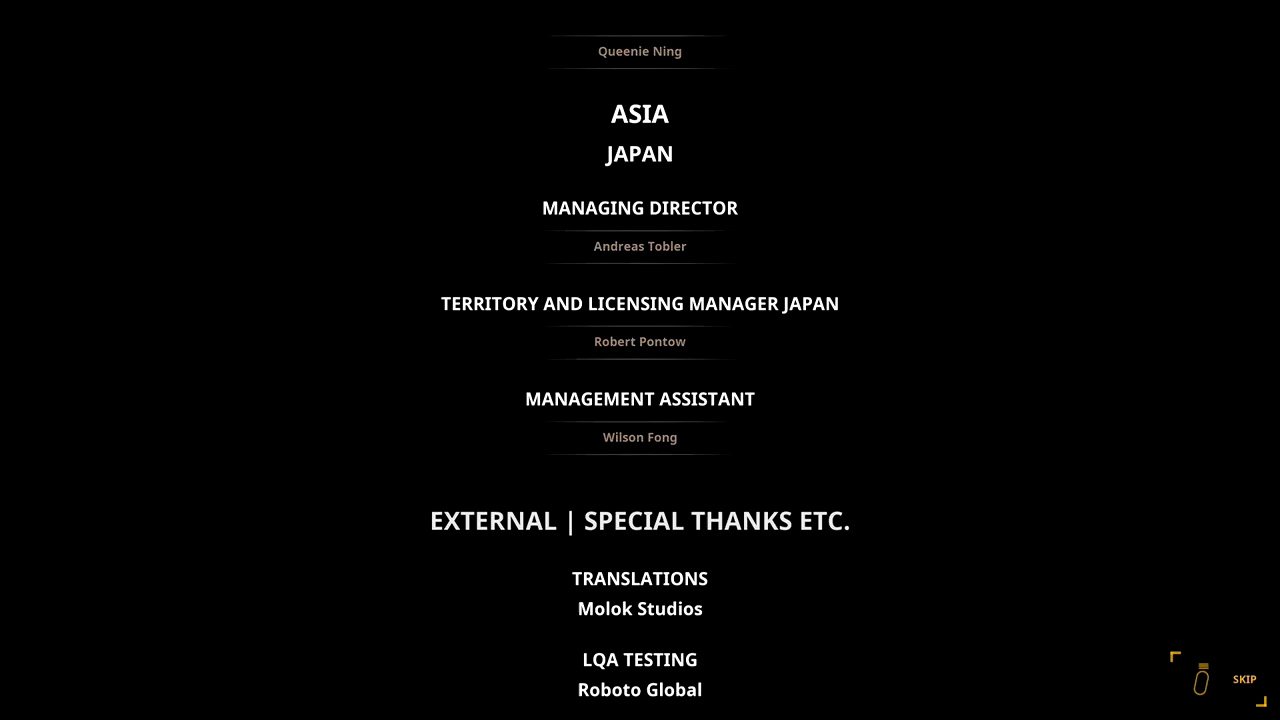 Queenie Ning
ASIA
JAPAN
MANAGING DIRECTOR
Andreas Tobler
TERRITORY AND LICENSING MANAGER JAPAN
Robert Pontow
MANAGEMENT ASSISTANT
Wilson Fong
EXTERNAL | SPECIAL THANKS ETC.
TRANSLATIONS
Molok Studios
LQA TESTING
Roboto Global
SKIP